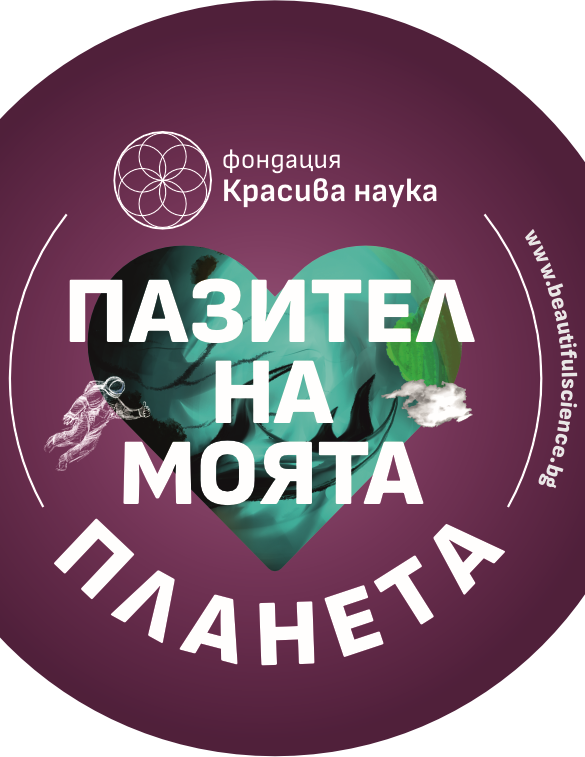 фондация
Красива наука
www.beautifulscience.bg
ПАЗИТЕЛ
НА
МОЯТА
ПЛАНЕТА